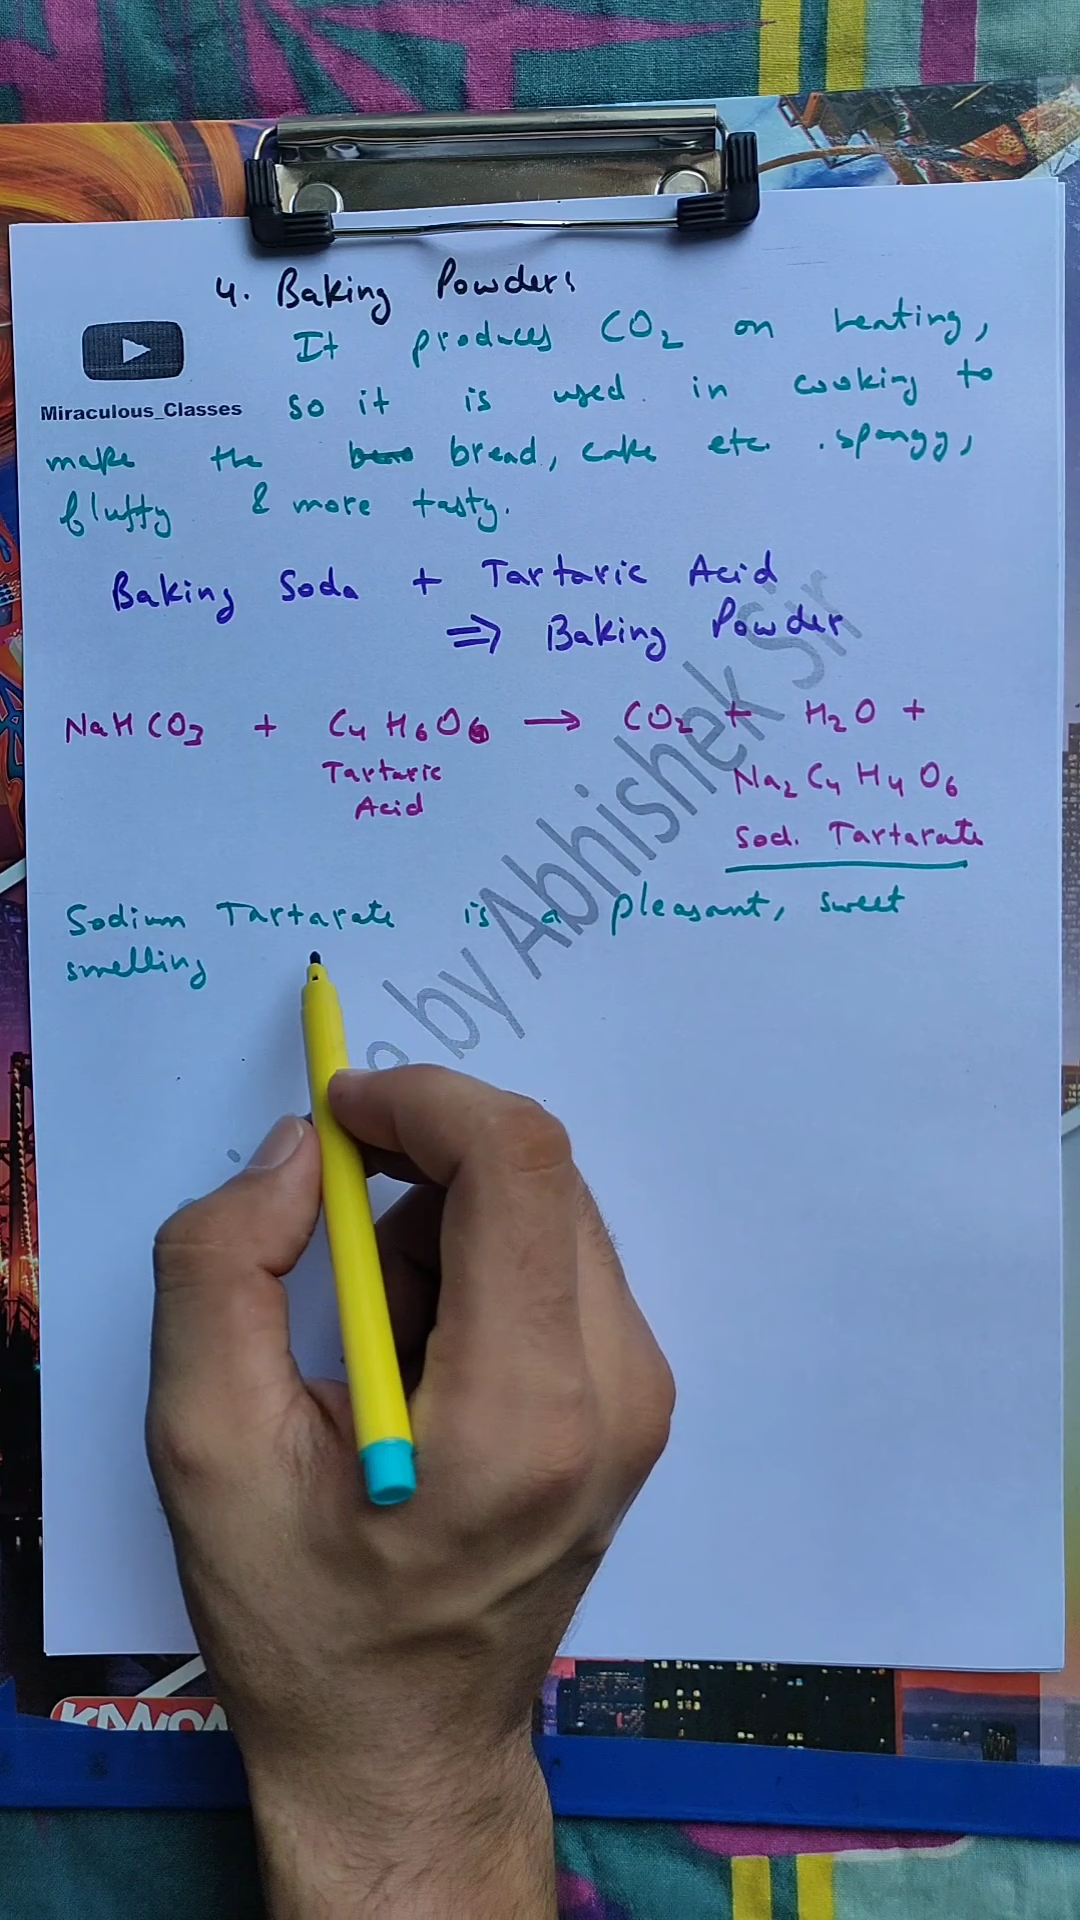 4. Baking Powder:
It produces CO2 on heating,
Miraculous_Classes
so it is used in cooking to
make the bread, cake etc. spongy,
fluffy & more tasty.
Baking Soda + Tartaric Acid
⇒ Baking Powder
NaHCO3 + C4H6O6 → CO2 + H2O +
Tartaric
Acid
Na2C4H4O6
Sod. Tartarate
Sodium Tartarate is a pleasant, sweet
smelling
by Abhishek Sir